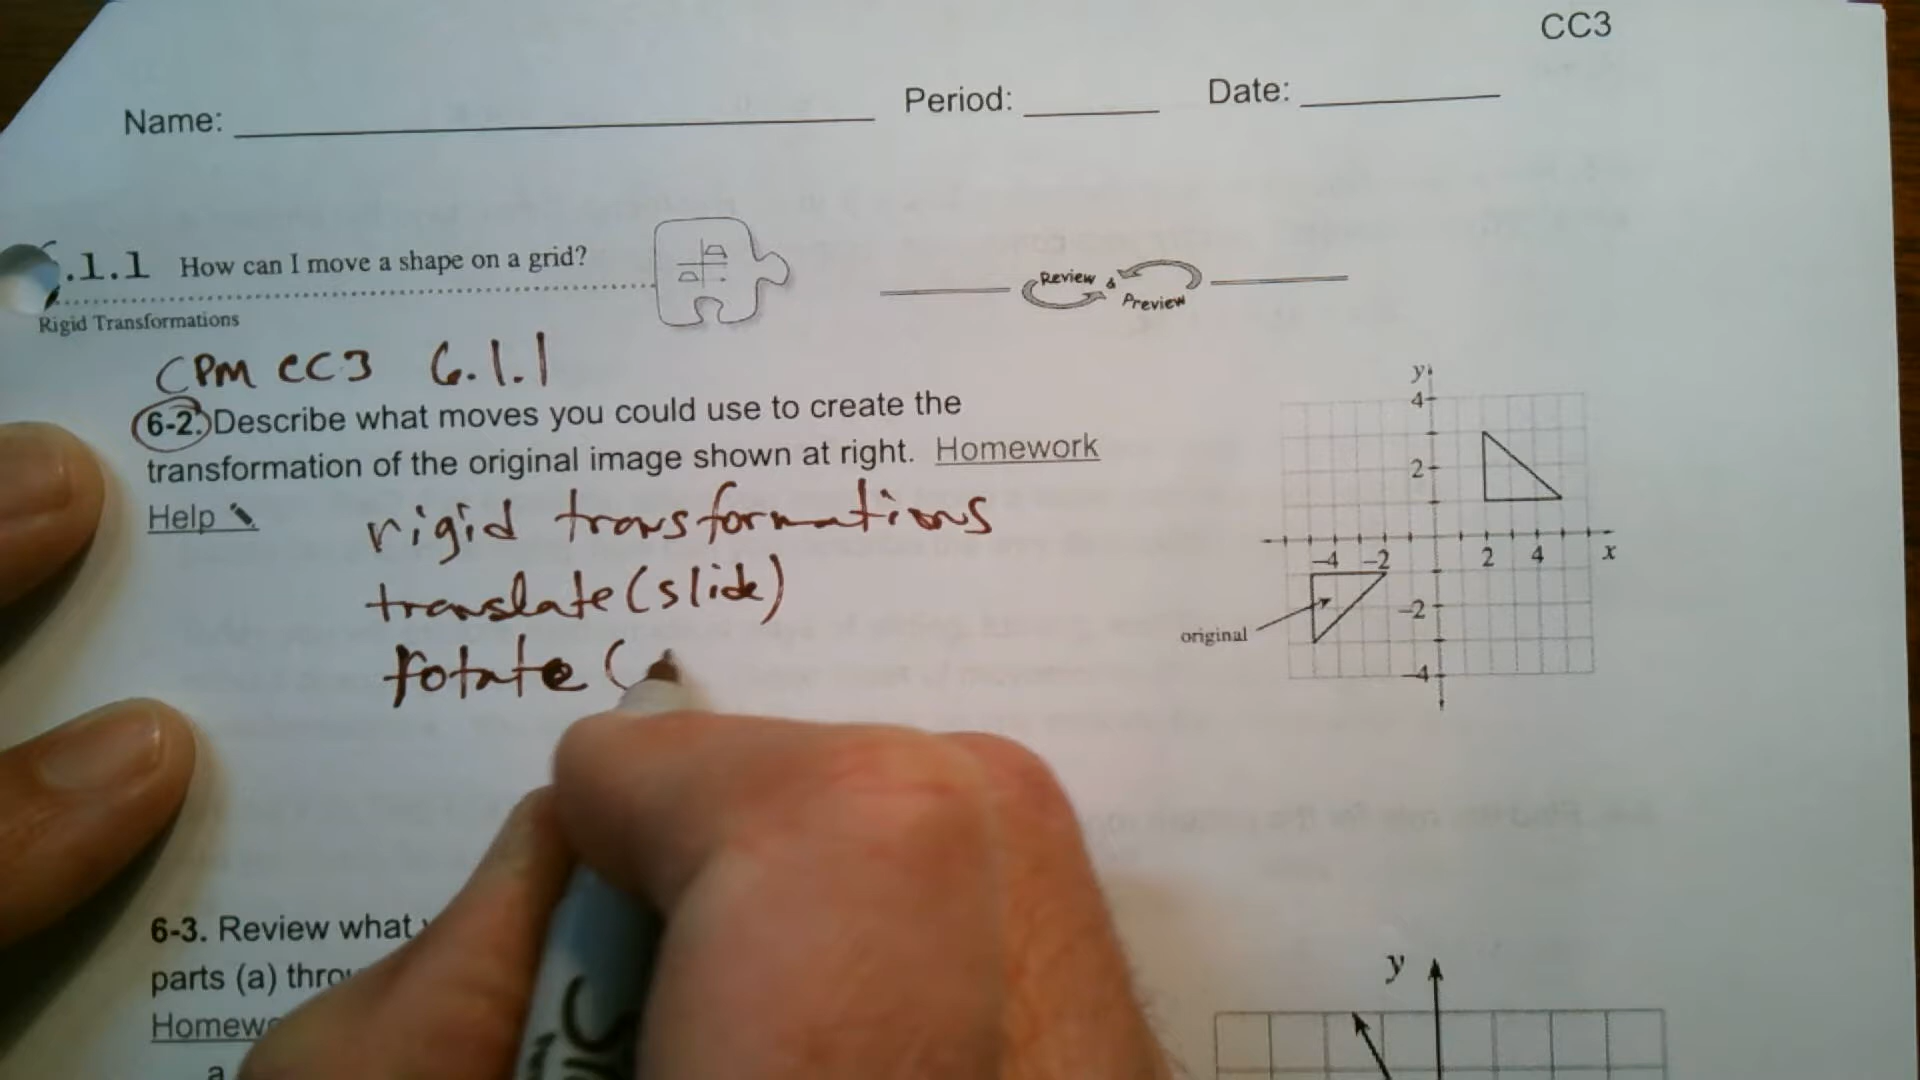 CC3
Name: Period: Date:
.1.1 How can I move a shape on a grid?
Rigid Transformations
Review & Preview
CPM CC3 6.1.1
6-2. Describe what moves you could use to create the
transformation of the original image shown at right. Homework
Help
rigid transformations
translate (slide)
rotate (
y
4
2
-4 -2 2 4 x
-2
-4
original
6-3. Review what
parts (a)
y
a